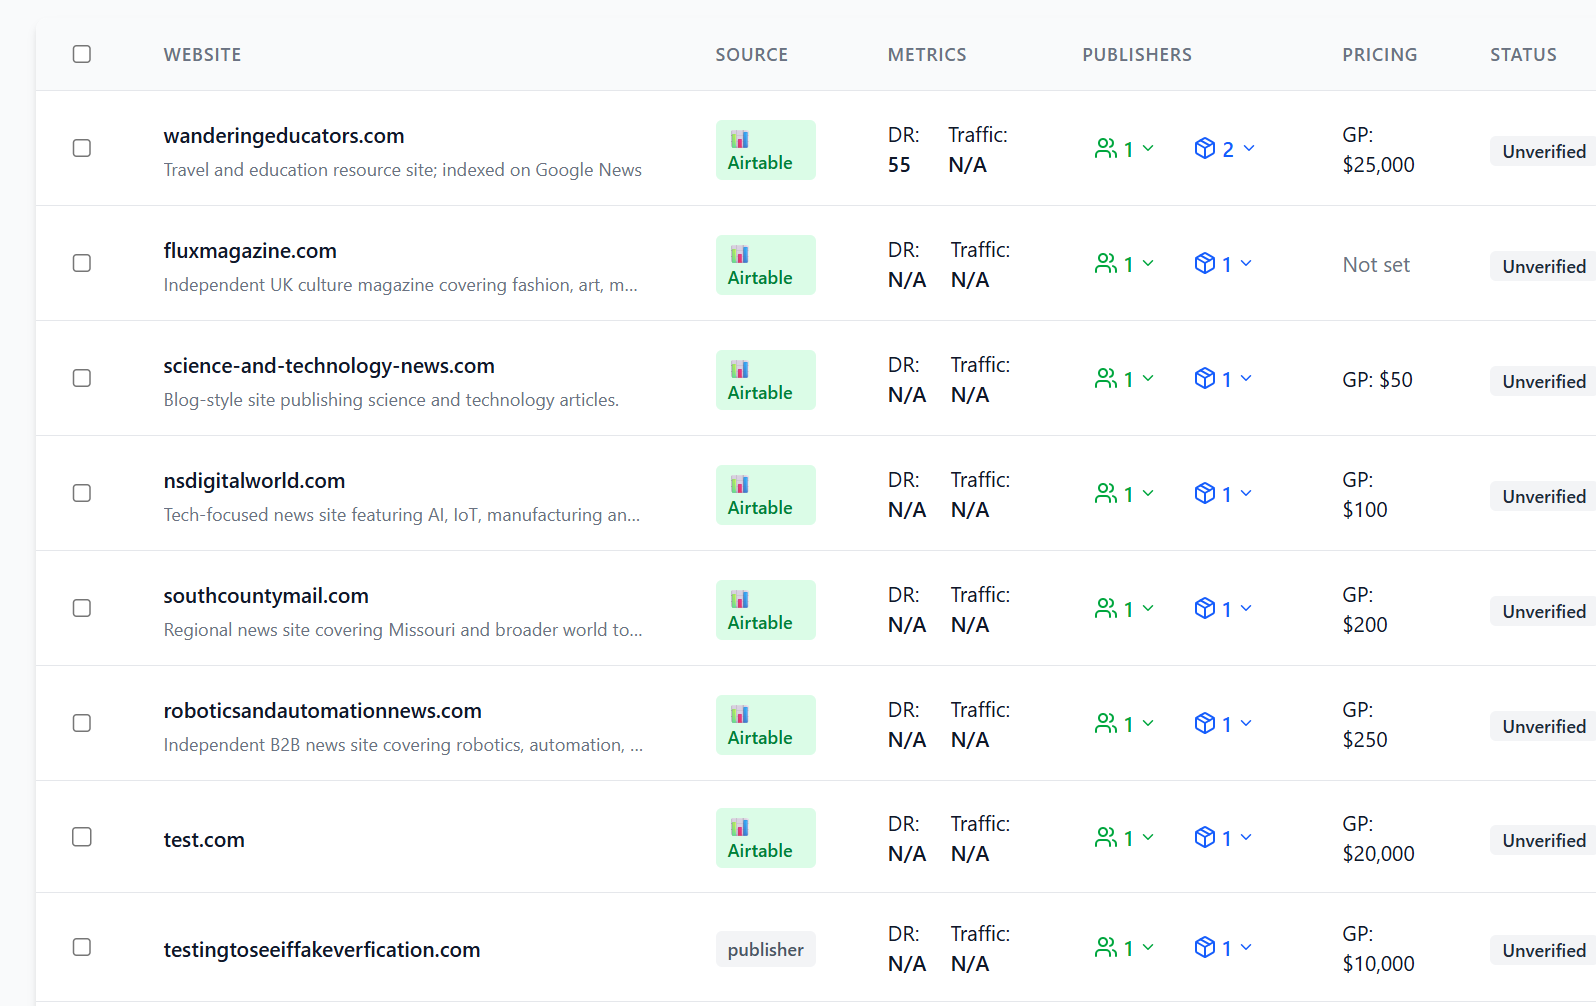 WEBSITE SOURCE METRICS PUBLISHERS PRICING STATUS
wanderingeducators.com
Travel and education resource site; indexed on Google News
Airtable
DR: Traffic:
55 N/A
1 2
GP:
$25,000
Unverified
fluxmagazine.com
Independent UK culture magazine covering fashion, art, m...
Airtable
DR: Traffic:
N/A N/A
1 1
Not set
Unverified
science-and-technology-news.com
Blog-style site publishing science and technology articles.
Airtable
DR: Traffic:
N/A N/A
1 1
GP: $50
Unverified
nsdigitalworld.com
Tech-focused news site featuring AI, IoT, manufacturing an...
Airtable
DR: Traffic:
N/A N/A
1 1
GP:
$100
Unverified
southcountymail.com
Regional news site covering Missouri and broader world to...
Airtable
DR: Traffic:
N/A N/A
1 1
GP:
$200
Unverified
roboticsandautomationnews.com
Independent B2B news site covering robotics, automation, ...
Airtable
DR: Traffic:
N/A N/A
1 1
GP:
$250
Unverified
test.com
Airtable
DR: Traffic:
N/A N/A
1 1
GP:
$20,000
Unverified
testingtoseeiffakeverfication.com
publisher
DR: Traffic:
N/A N/A
1 1
GP:
$10,000
Unverified